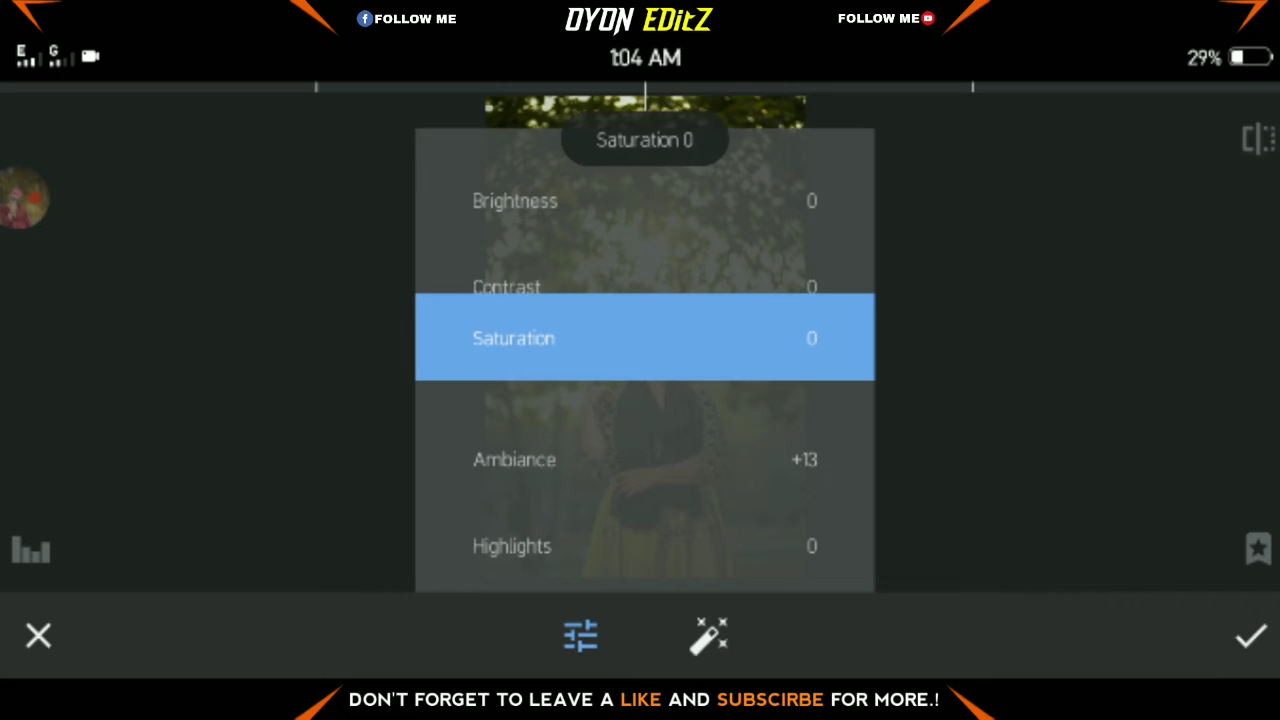 FOLLOW ME
OYON EDitZ
FOLLOW ME
E G
1:04 AM
29%
Saturation 0
Brightness 0
Contrast 0
Saturation 0
Ambiance +13
Highlights 0
DON'T FORGET TO LEAVE A LIKE AND SUBSCIRBE FOR MORE.!